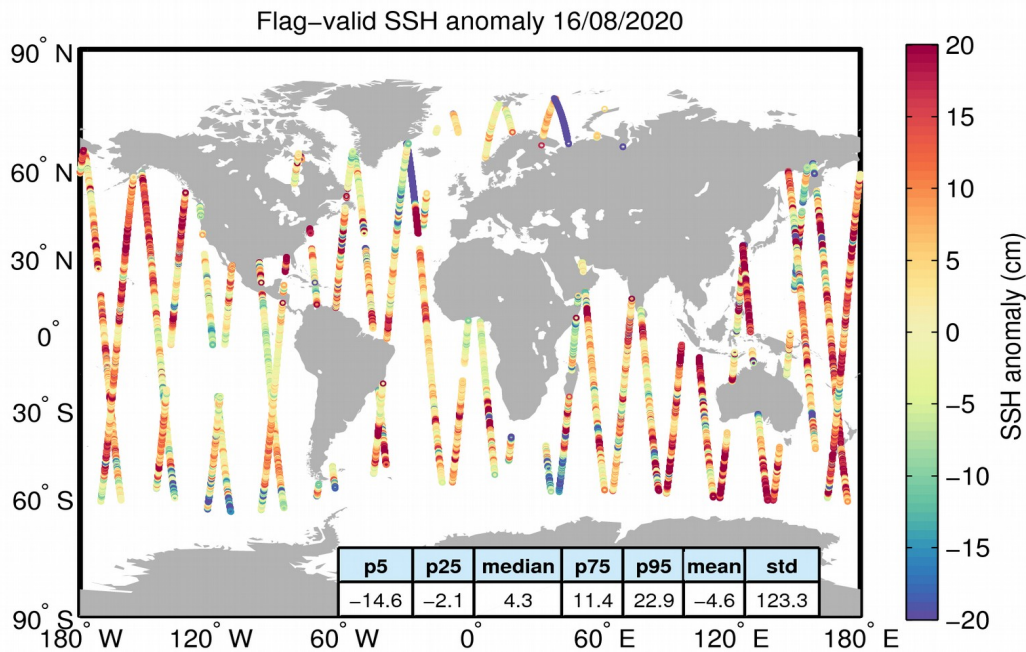 Flag−valid SSH anomaly 16/08/2020
90° N
60° N
30° N
0°
30° S
60° S
90° S
180° W
120° W
60° W
0°
60° E
120° E
180° E
p5 p25 median p75 p95 mean std
−14.6 −2.1 4.3 11.4 22.9 −4.6 123.3
20
15
10
5
0
−5
−10
−15
−20
SSH anomaly (cm)